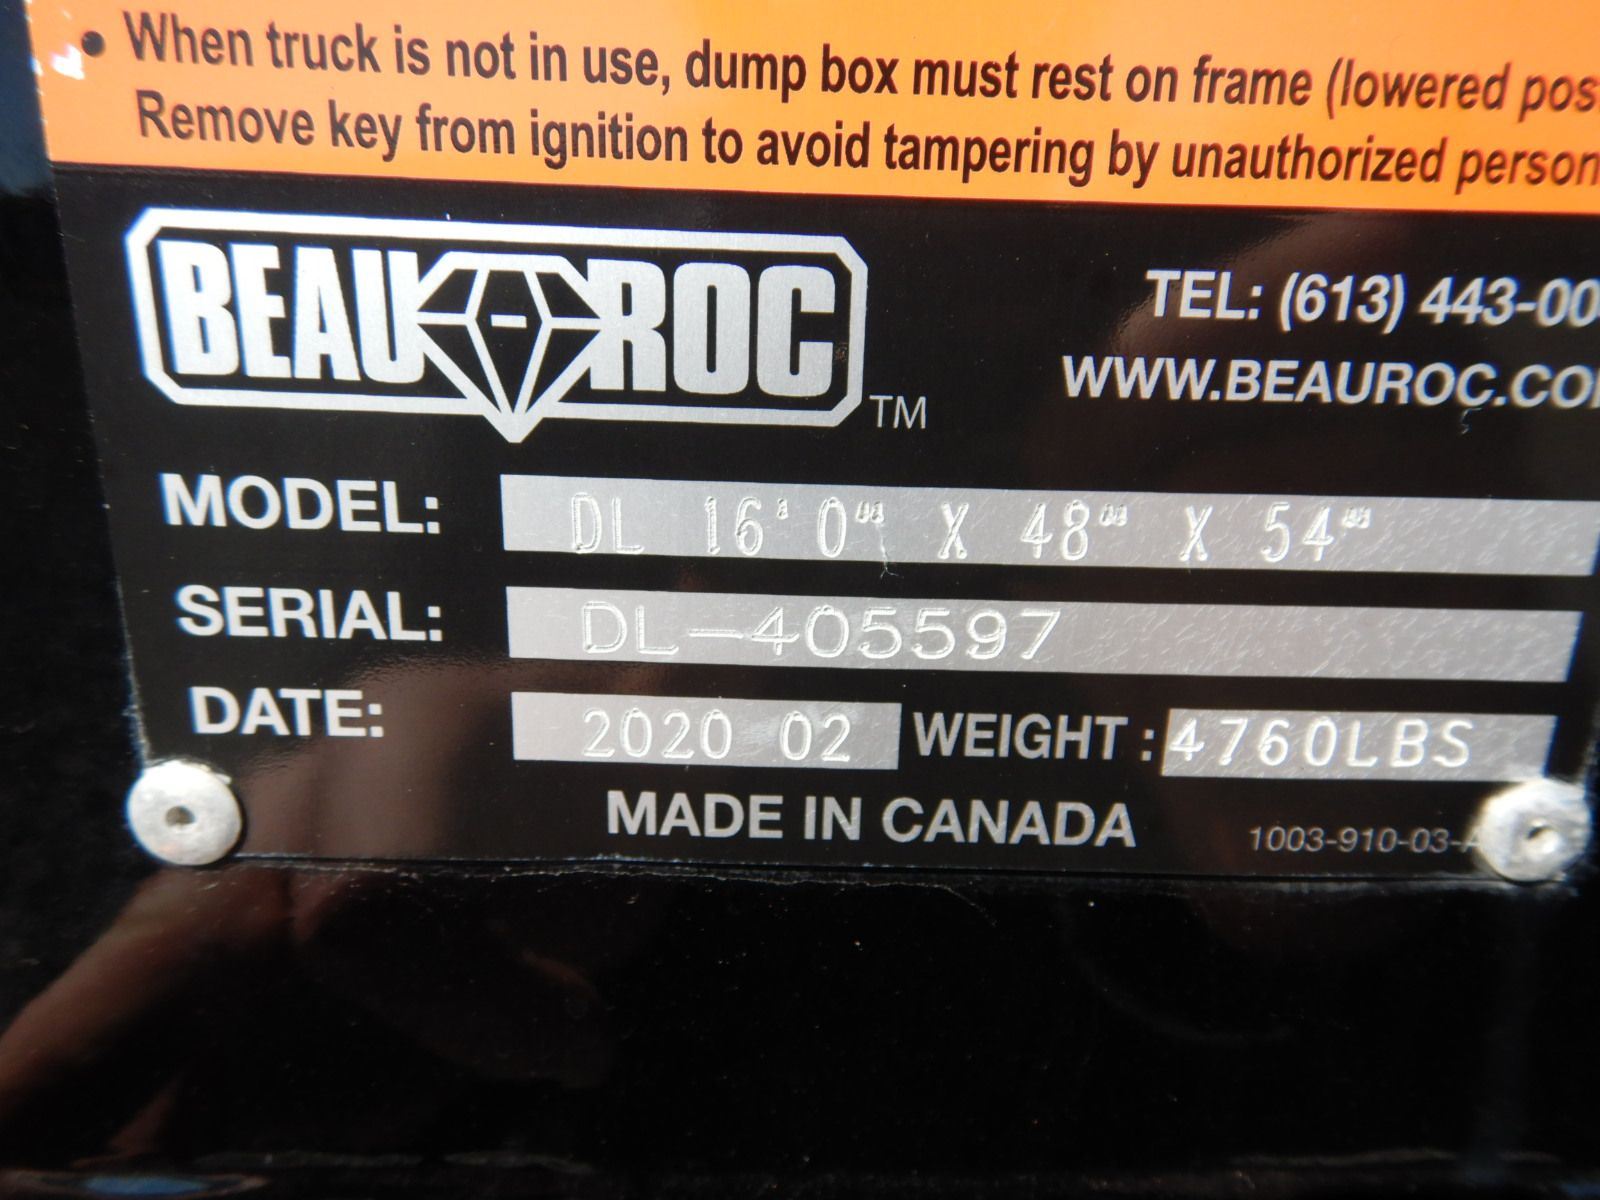 • When truck is not in use, dump box must rest on frame (lowered pos
Remove key from ignition to avoid tampering by unauthorized person
BEAU-ROC TM
TEL: (613) 443-00
WWW.BEAUROC.CO
MODEL: DL 16'0" X 48" X 54"
SERIAL: DL-405597
DATE: 2020 02 WEIGHT: 4760LBS
MADE IN CANADA 1003-910-03-A